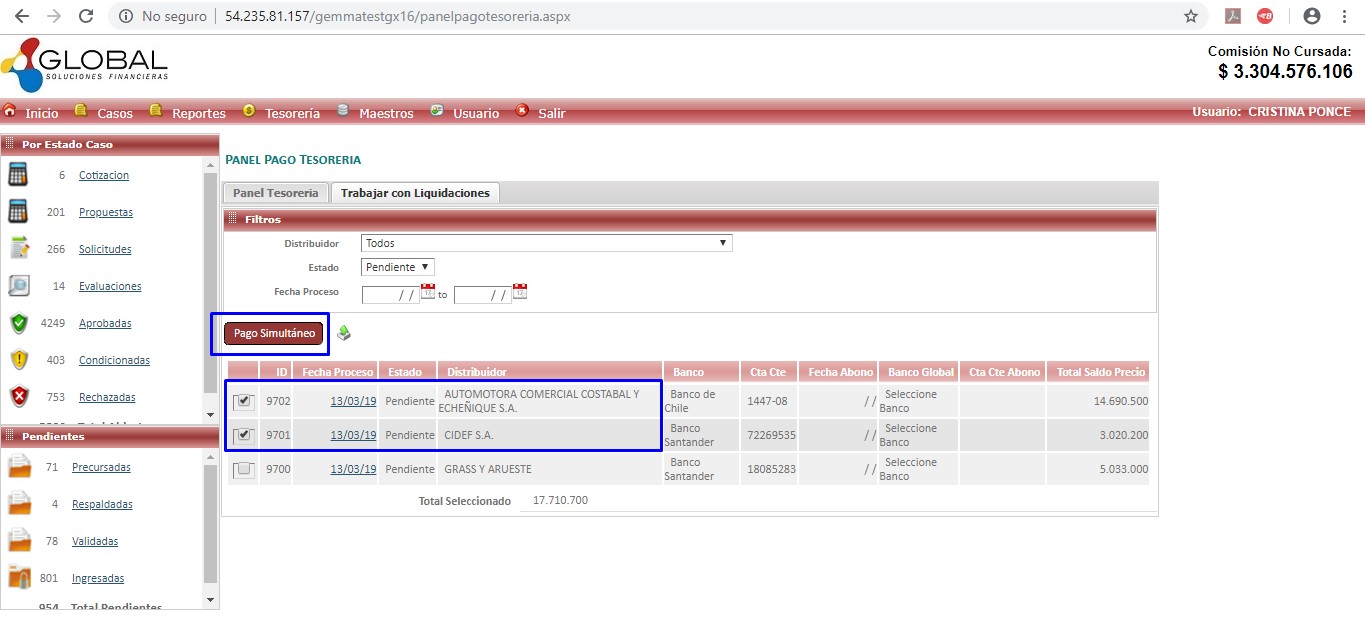 No seguro | 54.235.81.157/gemmatestgx16/panelpagotesoreria.aspx
GLOBAL
SOLUCIONES FINANCIERAS
Comisión No Cursada:
$ 3.304.576.106
Inicio Casos Reportes Tesorería Maestros Usuario Salir Usuario: CRISTINA PONCE
Por Estado Caso
6 Cotizacion
201 Propuestas
266 Solicitudes
14 Evaluaciones
4249 Aprobadas
403 Condicionadas
753 Rechazadas
Pendientes
71 Precursadas
4 Respaldadas
78 Validadas
801 Ingresadas
954 Total Pendientes
PANEL PAGO TESORERIA
Panel Tesoreria Trabajar con Liquidaciones
Filtros
Distribuidor Todos
Estado Pendiente
Fecha Proceso / / to / /
Pago Simultáneo
ID Fecha Proceso Estado Distribuidor Banco Cta Cte Fecha Abono Banco Global Cta Cte Abono Total Saldo Precio
9702 13/03/19 Pendiente AUTOMOTORA COMERCIAL COSTABAL Y ECHEÑIQUE S.A. Banco de Chile 1447-08 / / Seleccione Banco 14.690.500
9701 13/03/19 Pendiente CIDEF S.A. Banco Santander 72269535 / / Seleccione Banco 3.020.200
9700 13/03/19 Pendiente GRASS Y ARUESTE Banco Santander 18085283 / / Seleccione Banco 5.033.000
Total Seleccionado 17.710.700